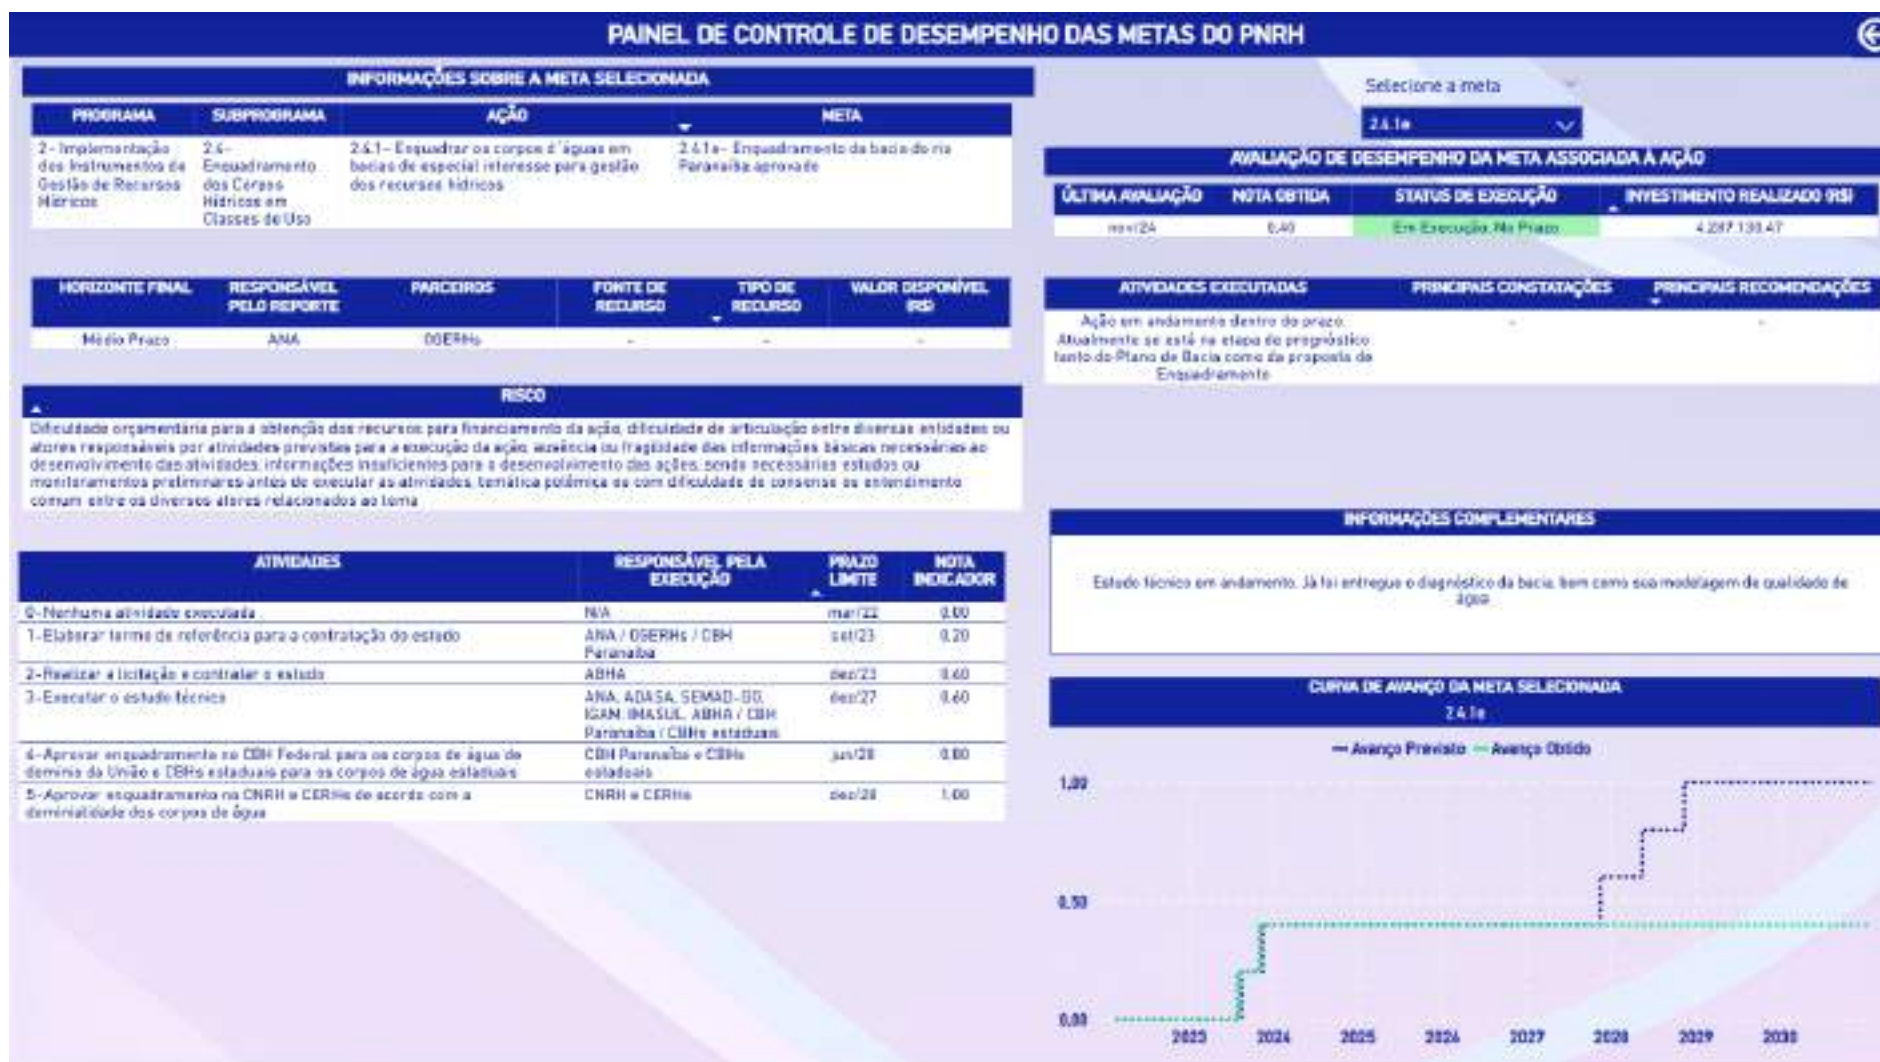 PAINEL DE CONTROLE DE DESEMPENHO DAS METAS DO PNRH
INFORMAÇÕES SOBRE A META SELECIONADA
PROGRAMA SUBPROGRAMA AÇÃO META
2- Implementação dos Instrumentos de Gestão de Recursos Hídricos
2.4- Enquadramento dos Corpos Hídricos em Classes de Uso
2.4.1- Enquadrar os corpos d'águas em bacias de especial interesse para gestão dos recursos hídricos
2.4.1e- Enquadramento da bacia do rio Paranaíba aprovado
HORIZONTE FINAL RESPONSÁVEL PELO REPORTE PARCEIROS FONTE DE RECURSO TIPO DE RECURSO VALOR DISPONÍVEL (R$)
Médio Prazo ANA OGERHs - - -
RISCO
Dificuldade orçamentária para a obtenção dos recursos para financiamento da ação, dificuldade de articulação entre diversas entidades ou
atores responsáveis por atividades previstas para a execução da ação, ausência ou fragilidade das informações básicas necessárias ao
desenvolvimento das atividades, informações insuficientes para o desenvolvimento das ações, sendo necessários estudos ou
monitoramentos preliminares antes de executar as atividades, temática polêmica ou com dificuldade de consenso ou entendimento
comum entre os diversos atores relacionados ao tema
ATIVIDADES RESPONSÁVEL PELA EXECUÇÃO PRAZO LIMITE NOTA INDICADOR
0-Nenhuma atividade executada N/A mar/22 0.00
1-Elaborar termo de referência para a contratação do estudo ANA / OGERHs / CBH Paranaíba set/23 0.20
2-Realizar a licitação e contratar o estudo ABHA dez/23 0.40
3-Executar o estudo técnico ANA, ADASA, SEMAD-GO, IGAM, IMASUL, ABHA / CBH Paranaíba / CBHs estaduais dez/27 0.60
4-Aprovar enquadramento no CBH Federal para os corpos de água de domínio da União e CBHs estaduais para os corpos de água estaduais CBH Paranaíba e CBHs estaduais jun/28 0.80
5-Aprovar enquadramento no CNRH e CERHs de acordo com a dominialidade dos corpos de água CNRH e CERHs dez/28 1.00
Selecione a meta
2.4.1e
AVALIAÇÃO DE DESEMPENHO DA META ASSOCIADA À AÇÃO
ÚLTIMA AVALIAÇÃO NOTA OBTIDA STATUS DE EXECUÇÃO INVESTIMENTO REALIZADO (R$)
nov/24 0.40 Em Execução. No Prazo 4.287.130,47
ATIVIDADES EXECUTADAS PRINCIPAIS CONSTATAÇÕES PRINCIPAIS RECOMENDAÇÕES
Ação em andamento dentro do prazo. - -
Atualmente se está na etapa de prognóstico
tanto do Plano de Bacia como da proposta de
Enquadramento
INFORMAÇÕES COMPLEMENTARES
Estudo técnico em andamento. Já foi entregue o diagnóstico da bacia, bem como sua modelagem de qualidade de
água
CURVA DE AVANÇO DA META SELECIONADA
2.4.1e
Avanço Previsto Avanço Obtido
1.00
0.50
0.00
2023 2024 2025 2026 2027 2028 2029 2030